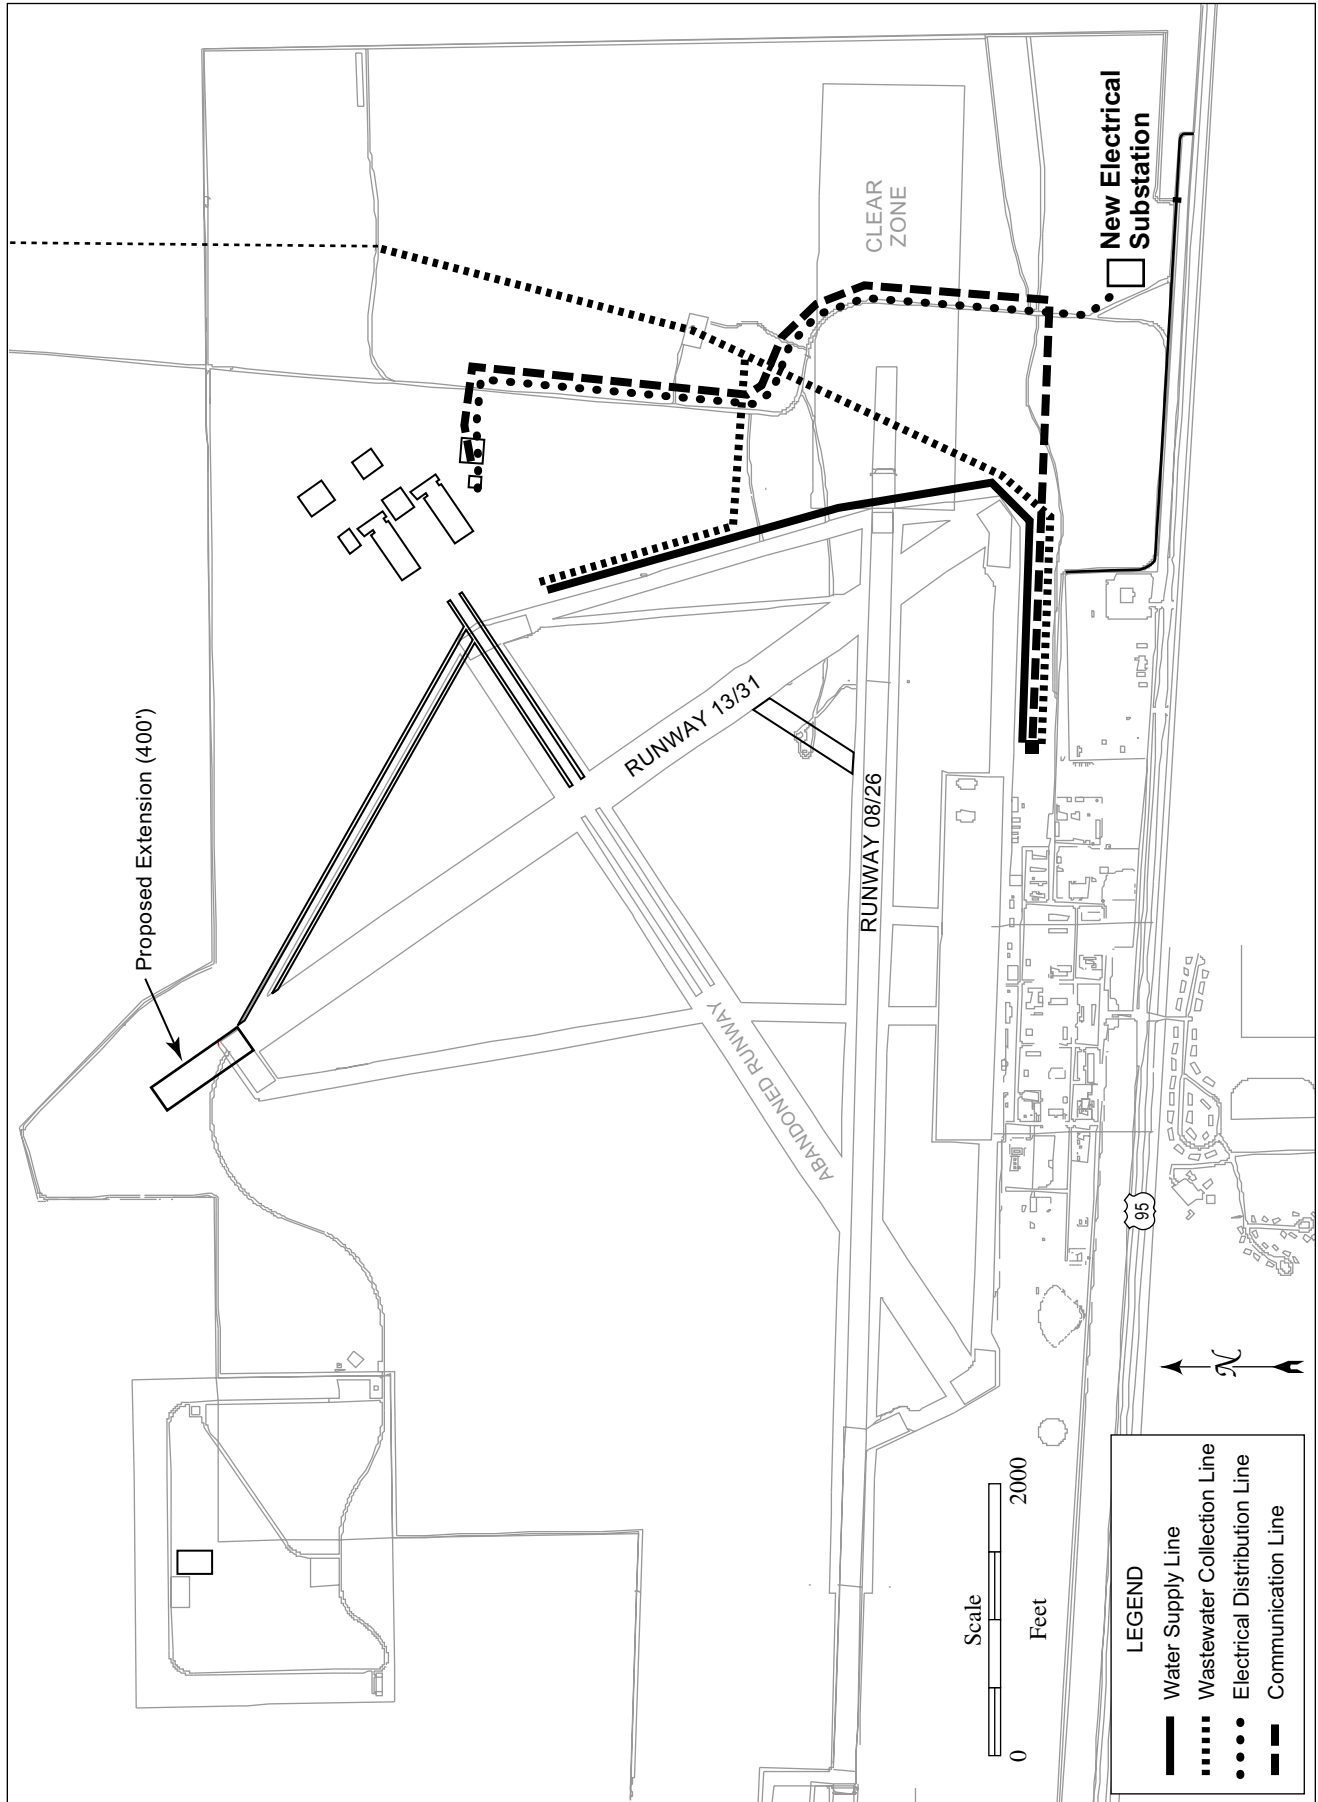 Proposed Extension (400')
RUNWAY 13/31
RUNWAY 08/26
ABANDONED RUNWAY
CLEAR
ZONE
New Electrical
Substation
95
N
Scale
0
2000
Feet
LEGEND
Water Supply Line
Wastewater Collection Line
Electrical Distribution Line
Communication Line